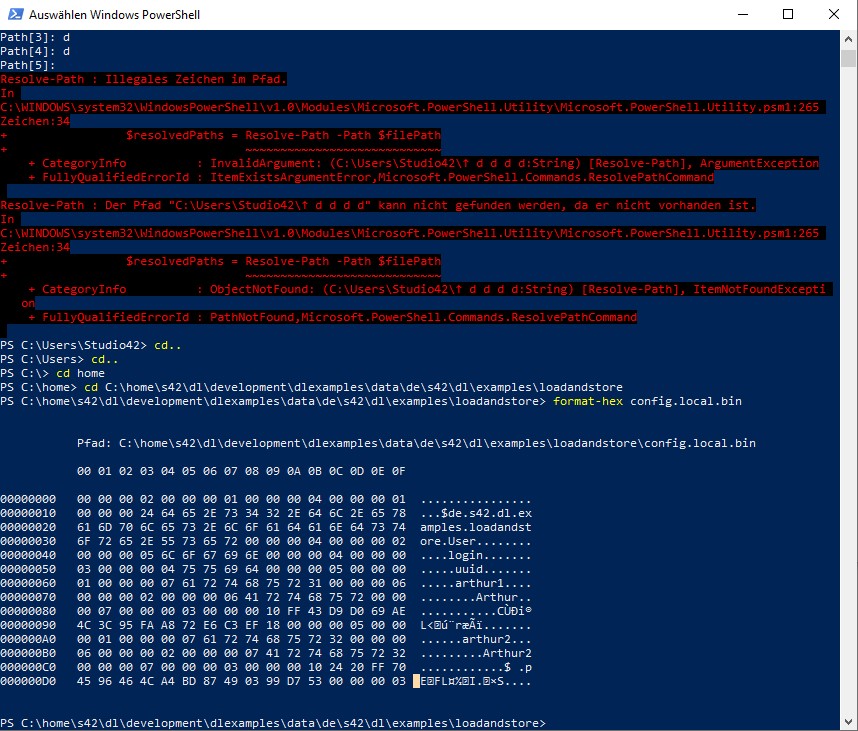 Auswählen Windows PowerShell
Path[3]: d
Path[4]: d
Path[5]:
Resolve-Path : Illegales Zeichen im Pfad.
In
C:\WINDOWS\system32\WindowsPowerShell\v1.0\Modules\Microsoft.PowerShell.Utility\Microsoft.PowerShell.Utility.psm1:265
Zeichen:34
+                 $resolvedPaths = Resolve-Path -Path $filePath
+                                  ~~~~~~~~~~~~~~~~~~~~~~~~~~~~
    + CategoryInfo          : InvalidArgument: (C:\Users\Studio42\↑ d d d d:String) [Resolve-Path], ArgumentException
    + FullyQualifiedErrorId : ItemExistsArgumentError,Microsoft.PowerShell.Commands.ResolvePathCommand
Resolve-Path : Der Pfad "C:\Users\Studio42\↑ d d d d" kann nicht gefunden werden, da er nicht vorhanden ist.
In
C:\WINDOWS\system32\WindowsPowerShell\v1.0\Modules\Microsoft.PowerShell.Utility\Microsoft.PowerShell.Utility.psm1:265
Zeichen:34
+                 $resolvedPaths = Resolve-Path -Path $filePath
+                                  ~~~~~~~~~~~~~~~~~~~~~~~~~~~~
    + CategoryInfo          : ObjectNotFound: (C:\Users\Studio42\↑ d d d d:String) [Resolve-Path], ItemNotFoundExcepti
   on
    + FullyQualifiedErrorId : PathNotFound,Microsoft.PowerShell.Commands.ResolvePathCommand
PS C:\Users\Studio42> cd..
PS C:\Users> cd..
PS C:\> cd home
PS C:\home> cd C:\home\s42\dl\development\dlexamples\data\de\s42\dl\examples\loadandstore
PS C:\home\s42\dl\development\dlexamples\data\de\s42\dl\examples\loadandstore> format-hex config.local.bin
Pfad: C:\home\s42\dl\development\dlexamples\data\de\s42\dl\examples\loadandstore\config.local.bin
00 01 02 03 04 05 06 07 08 09 0A 0B 0C 0D 0E 0F
00000000   00 00 00 02 00 00 00 01 00 00 00 04 00 00 00 01  ................
00000010   00 00 00 24 64 65 2E 73 34 32 2E 64 6C 2E 65 78  ...$de.s42.dl.ex
00000020   61 6D 70 6C 65 73 2E 6C 6F 61 64 61 6E 64 73 74  amples.loadandst
00000030   6F 72 65 2E 55 73 65 72 00 00 00 04 00 00 00 02  ore.User........
00000040   00 00 00 05 6C 6F 67 69 6E 00 00 00 04 00 00 00  ....login.......
00000050   03 00 00 00 04 75 75 69 64 00 00 00 02 00 00 00  .....uuid.......
00000060   01 00 00 00 07 61 72 74 68 75 72 31 00 00 00 06  .....arthur1....
00000070   00 00 00 02 00 00 00 06 41 72 74 68 75 72 00 00  ........Arthur..
00000080   00 07 00 00 00 03 00 00 00 10 FF 43 D9 D0 69 AE  ...........CÙÐi®
00000090   4C 3C 95 FA A8 72 E6 C3 EF 18 00 00 00 05 00 00  L<ú¨ræÃï.......
000000A0   00 01 00 00 00 07 61 72 74 68 75 72 32 00 00 00  ......arthur2...
000000B0   06 00 00 00 02 00 00 00 07 41 72 74 68 75 72 32  .........Arthur2
000000C0   00 00 00 07 00 00 00 03 00 00 00 10 24 20 FF 70  ............$ .p
000000D0   45 96 46 4C A4 BD 87 49 03 99 D7 53 00 00 00 03  EFL¤½I.×S....
PS C:\home\s42\dl\development\dlexamples\data\de\s42\dl\examples\loadandstore>